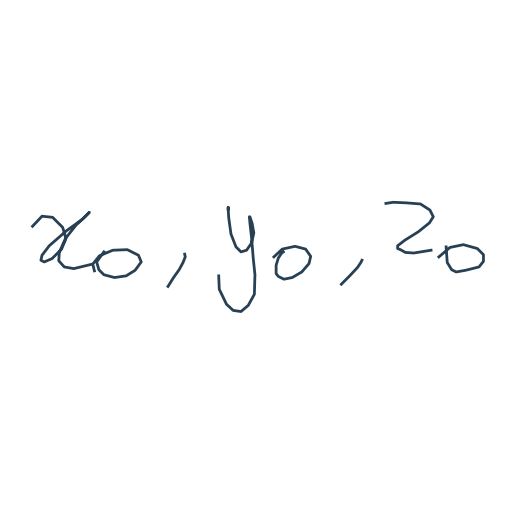 x₀, y₀, z₀